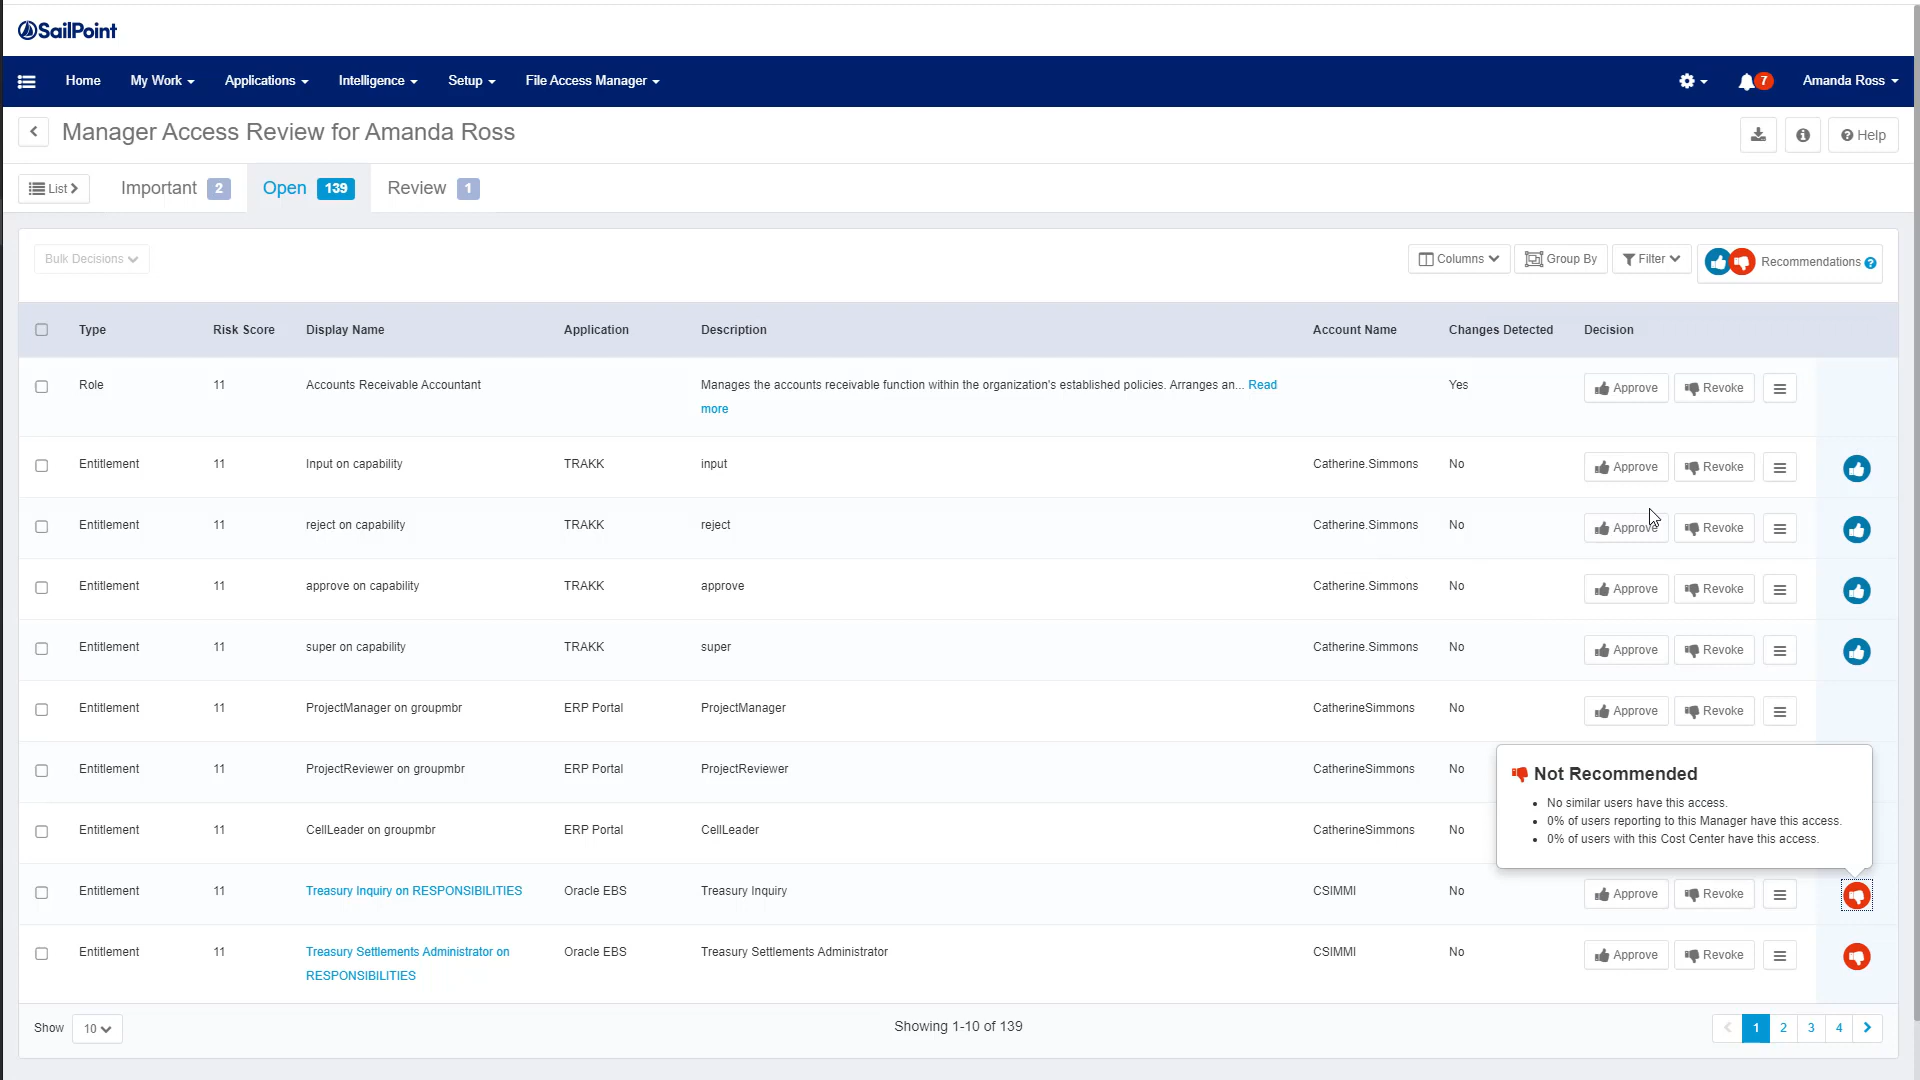 SailPoint
Home My Work Applications Intelligence Setup File Access Manager 7 Amanda Ross
Manager Access Review for Amanda Ross Help
List Important 2 Open 139 Review 1
Bulk Decisions Columns Group By Filter Recommendations
Type Risk Score Display Name Application Description Account Name Changes Detected Decision
Role 11 Accounts Receivable Accountant Manages the accounts receivable function within the organization's established policies. Arranges an... Read Yes Approve Revoke
more
Entitlement 11 Input on capability TRAKK input Catherine.Simmons No Approve Revoke
Entitlement 11 reject on capability TRAKK reject Catherine.Simmons No Approve Revoke
Entitlement 11 approve on capability TRAKK approve Catherine.Simmons No Approve Revoke
Entitlement 11 super on capability TRAKK super Catherine.Simmons No Approve Revoke
Entitlement 11 ProjectManager on groupmbr ERP Portal ProjectManager CatherineSimmons No Approve Revoke
Entitlement 11 ProjectReviewer on groupmbr ERP Portal ProjectReviewer CatherineSimmons No
Not Recommended
• No similar users have this access.
• 0% of users reporting to this Manager have this access.
• 0% of users with this Cost Center have this access.
Entitlement 11 CellLeader on groupmbr ERP Portal CellLeader CatherineSimmons No
Entitlement 11 Treasury Inquiry on RESPONSIBILITIES Oracle EBS Treasury Inquiry CSIMMI No Approve Revoke
Entitlement 11 Treasury Settlements Administrator on Oracle EBS Treasury Settlements Administrator CSIMMI No Approve Revoke
RESPONSIBILITIES
Show 10 Showing 1-10 of 139 1 2 3 4